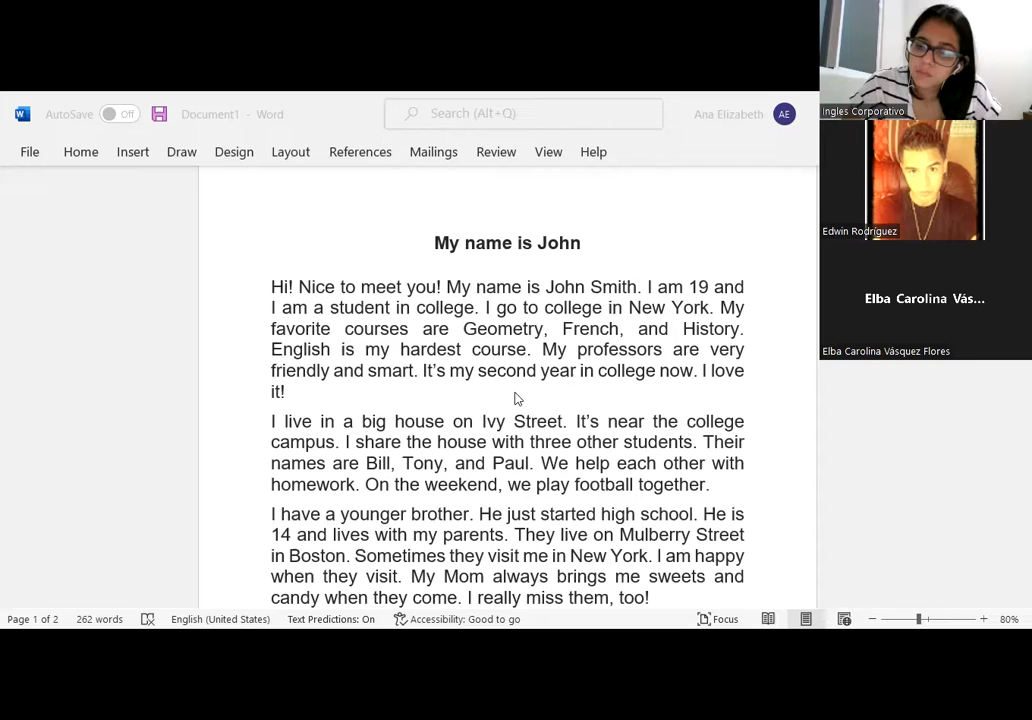 Ingles Corporativo
AutoSave Off Document1 - Word Search (Alt+Q) Ana Elizabeth AE
File Home Insert Draw Design Layout References Mailings Review View Help
Edwin Rodríguez
My name is John
Hi! Nice to meet you! My name is John Smith. I am 19 and
I am a student in college. I go to college in New York. My
favorite courses are Geometry, French, and History.
English is my hardest course. My professors are very
friendly and smart. It's my second year in college now. I love
it!
Elba Carolina Vás...
Elba Carolina Vásquez Flores
I live in a big house on Ivy Street. It's near the college
campus. I share the house with three other students. Their
names are Bill, Tony, and Paul. We help each other with
homework. On the weekend, we play football together.
I have a younger brother. He just started high school. He is
14 and lives with my parents. They live on Mulberry Street
in Boston. Sometimes they visit me in New York. I am happy
when they visit. My Mom always brings me sweets and
candy when they come. I really miss them, too!
Page 1 of 2 262 words English (United States) Text Predictions: On Accessibility: Good to go Focus 80%